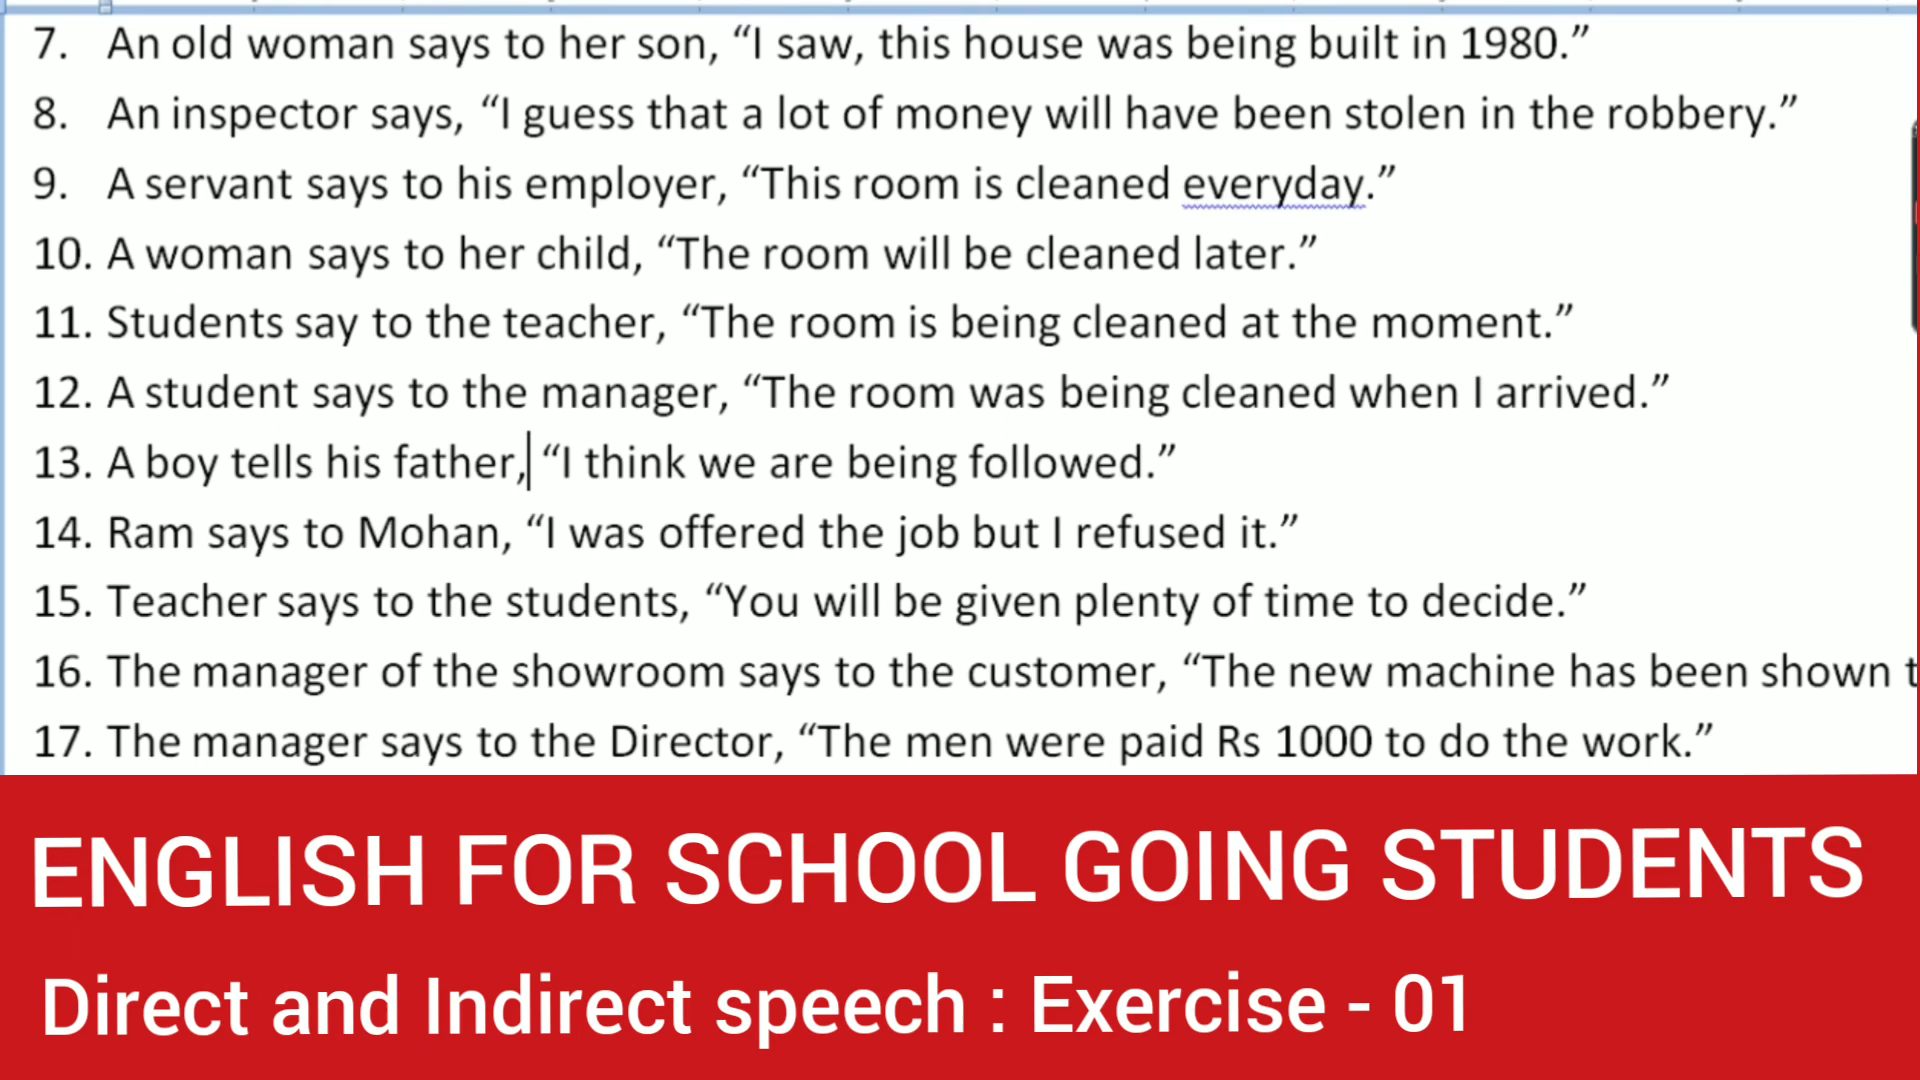 7. An old woman says to her son, “I saw, this house was being built in 1980.”
8. An inspector says, “I guess that a lot of money will have been stolen in the robbery.”
9. A servant says to his employer, “This room is cleaned everyday.”
10. A woman says to her child, “The room will be cleaned later.”
11. Students say to the teacher, “The room is being cleaned at the moment.”
12. A student says to the manager, “The room was being cleaned when I arrived.”
13. A boy tells his father, “I think we are being followed.”
14. Ram says to Mohan, “I was offered the job but I refused it.”
15. Teacher says to the students, “You will be given plenty of time to decide.”
16. The manager of the showroom says to the customer, “The new machine has been shown
17. The manager says to the Director, “The men were paid Rs 1000 to do the work.”
ENGLISH FOR SCHOOL GOING STUDENTS
Direct and Indirect speech : Exercise - 01